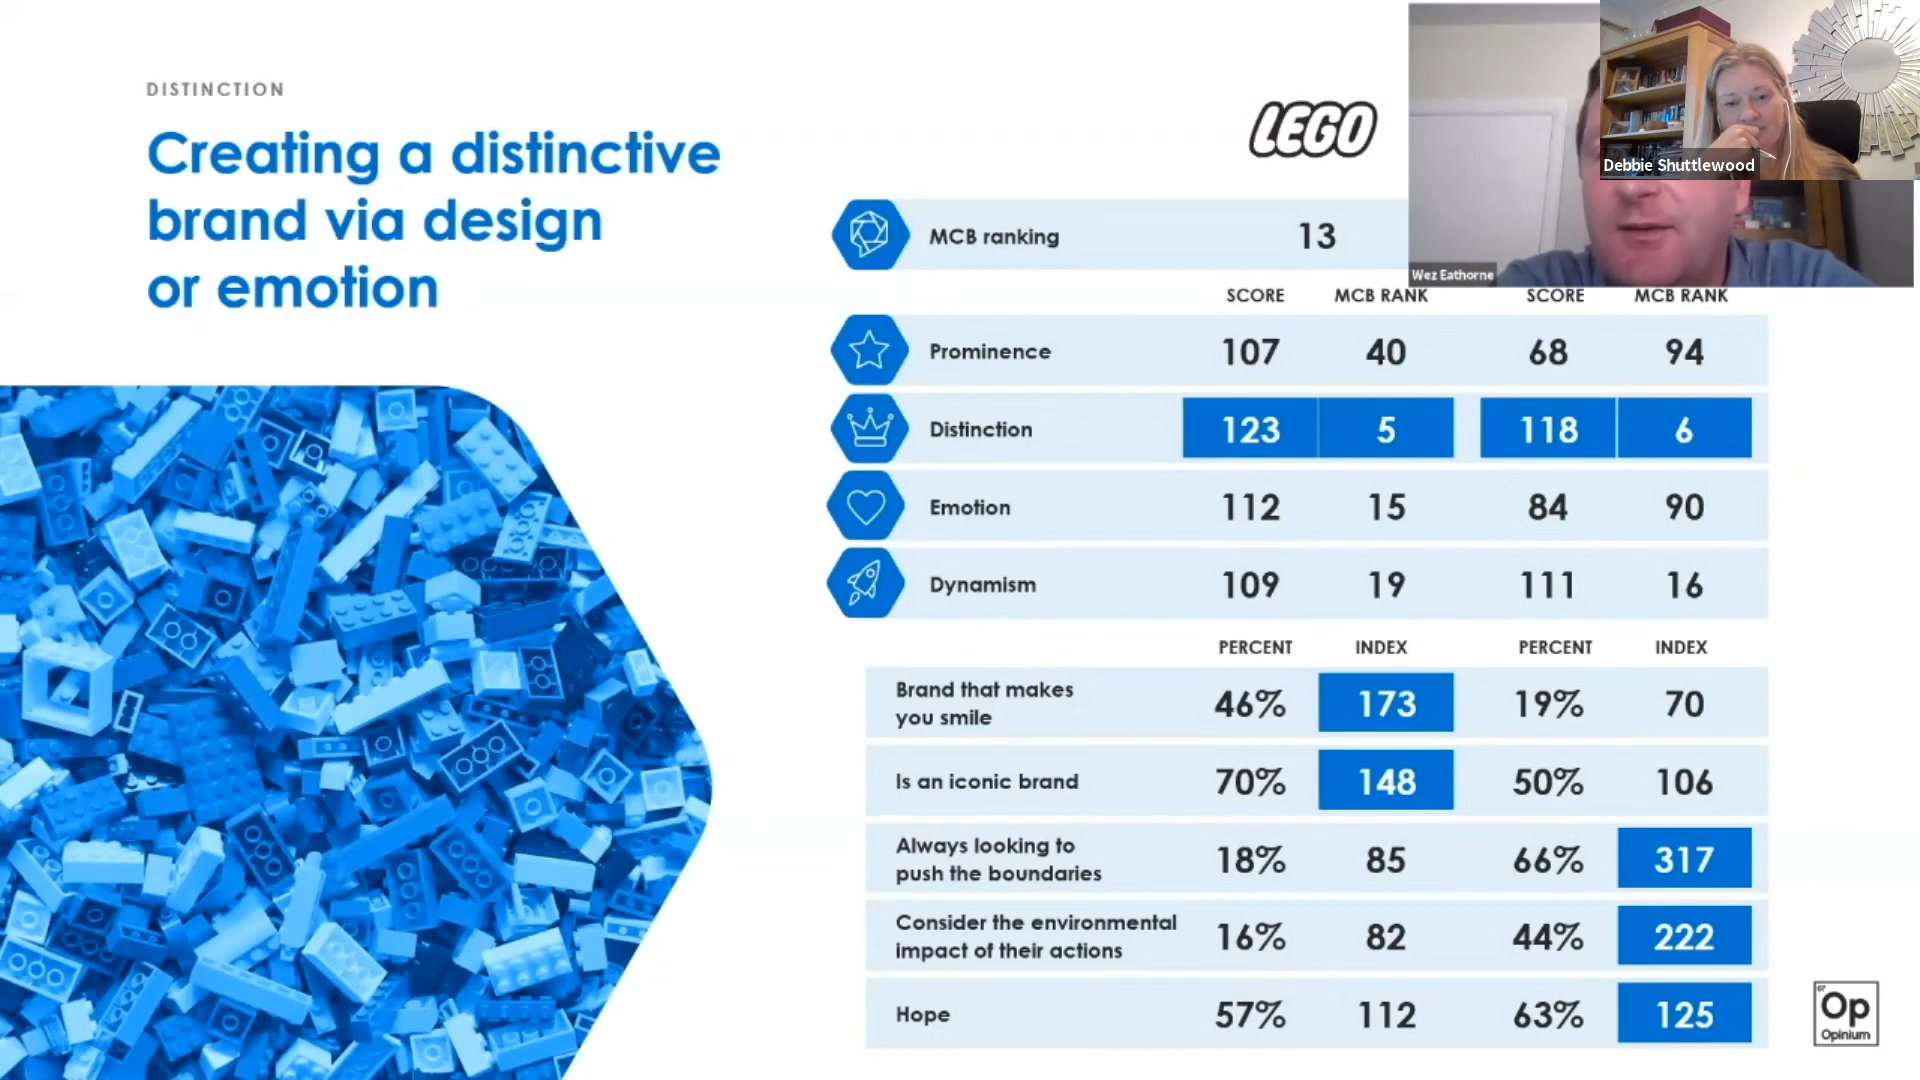 DISTINCTION
Creating a distinctive
brand via design
or emotion
LEGO
Debbie Shuttlewood
Wez Eathorne
MCB ranking 13
SCORE MCB RANK SCORE MCB RANK
Prominence 107 40 68 94
Distinction 123 5 118 6
Emotion 112 15 84 90
Dynamism 109 19 111 16
PERCENT INDEX PERCENT INDEX
Brand that makes
you smile 46% 173 19% 70
Is an iconic brand 70% 148 50% 106
Always looking to
push the boundaries 18% 85 66% 317
Consider the environmental
impact of their actions 16% 82 44% 222
Hope 57% 112 63% 125
Op
Opinium